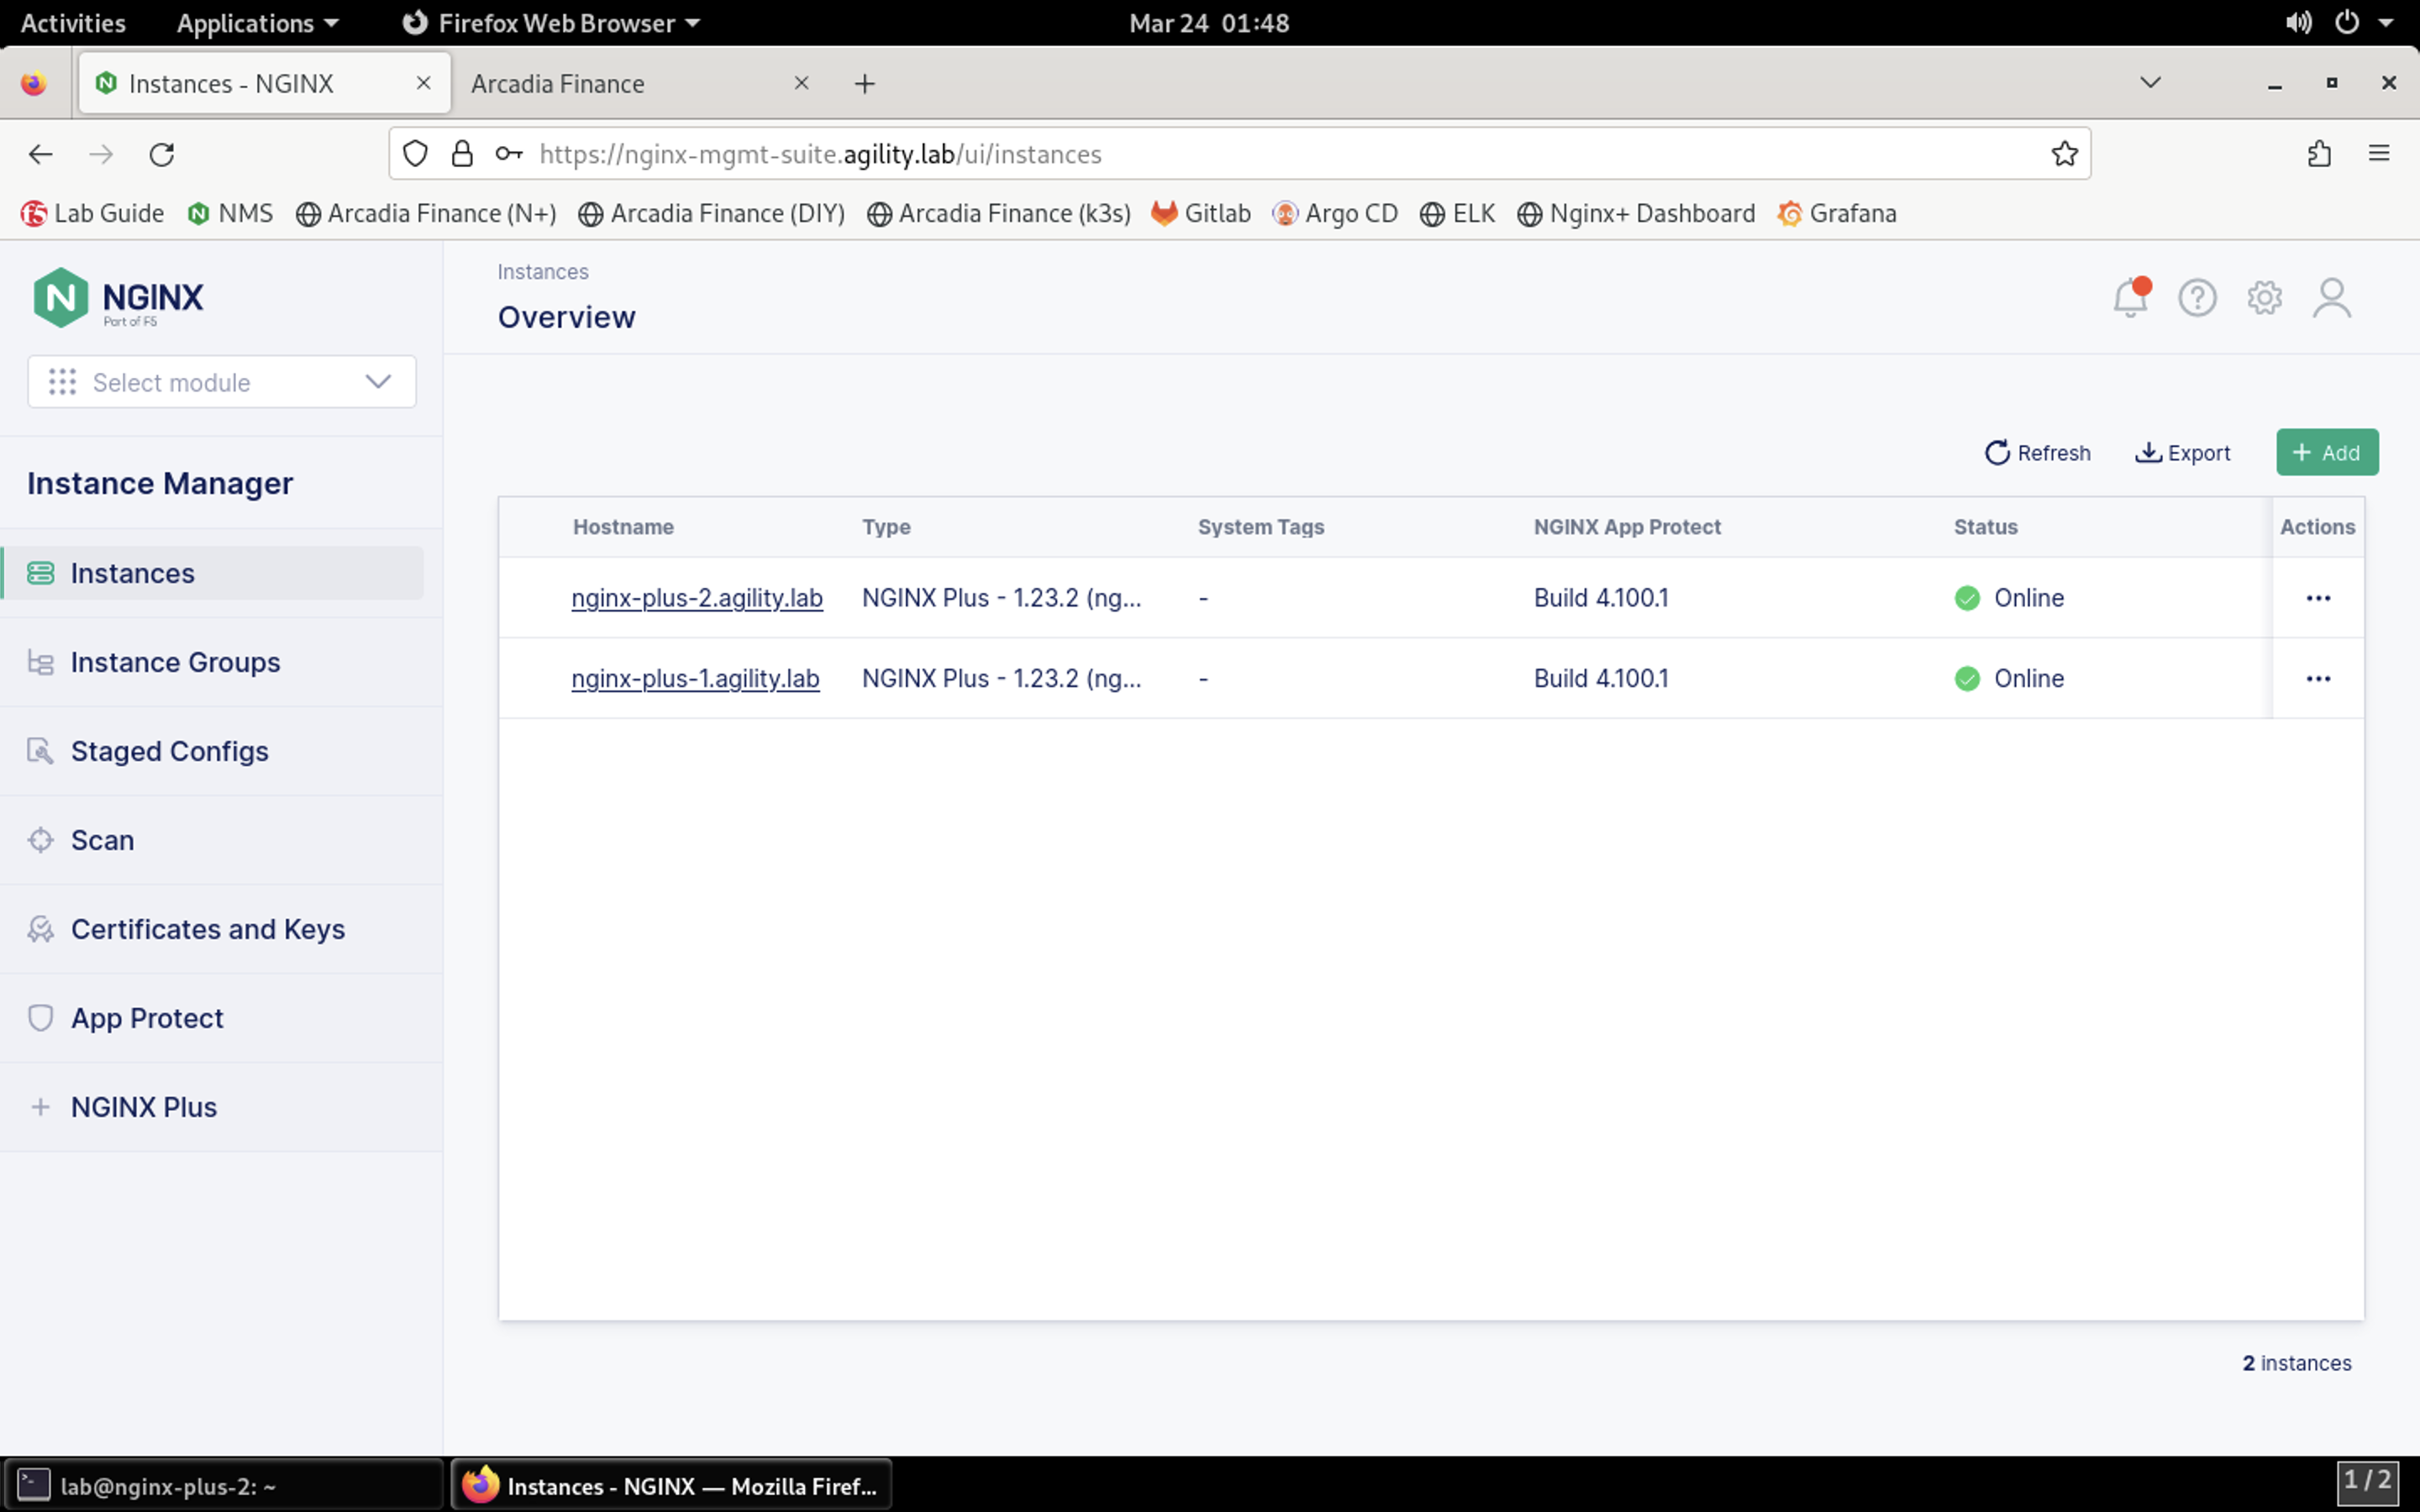 Activities Applications Firefox Web Browser Mar 24 01:48
Instances - NGINX Arcadia Finance
https://nginx-mgmt-suite.agility.lab/ui/instances
Lab Guide NMS Arcadia Finance (N+) Arcadia Finance (DIY) Arcadia Finance (k3s) Gitlab Argo CD ELK Nginx+ Dashboard Grafana
NGINX
Part of F5
Select module
Instance Manager
Instances
Instance Groups
Staged Configs
Scan
Certificates and Keys
App Protect
NGINX Plus
Instances
Overview
Refresh Export + Add
Hostname Type System Tags NGINX App Protect Status Actions
nginx-plus-2.agility.lab NGINX Plus - 1.23.2 (ng... - Build 4.100.1 Online ...
nginx-plus-1.agility.lab NGINX Plus - 1.23.2 (ng... - Build 4.100.1 Online ...
2 instances
lab@nginx-plus-2: ~ Instances - NGINX — Mozilla Firef... 1 / 2